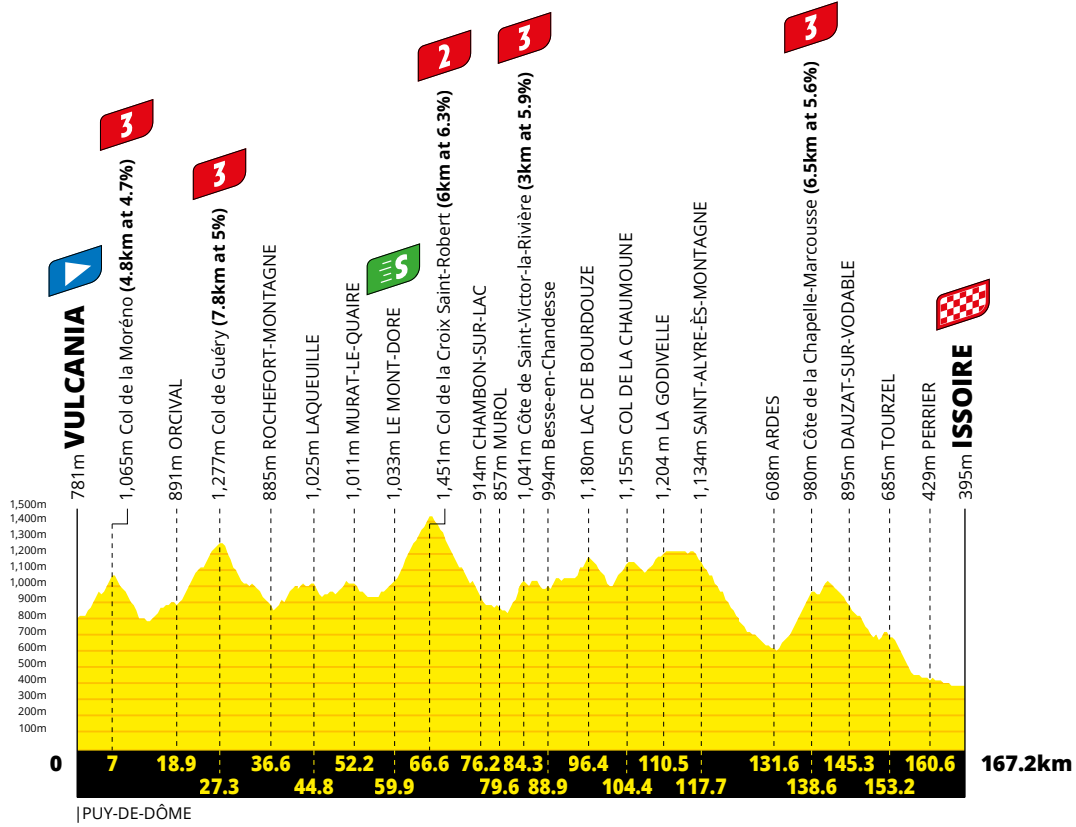 3
3
2
3
3
S
781m VULCANIA
1,065m Col de la Moréno (4.8km at 4.7%)
891m ORCIVAL
1,277m Col de Guéry (7.8km at 5%)
885m ROCHEFORT-MONTAGNE
1,025m LAQUEUILLE
1,011m MURAT-LE-QUAIRE
1,033m LE MONT-DORE
1,451m Col de la Croix Saint-Robert (6km at 6.3%)
914m CHAMBON-SUR-LAC
857m MUROL
1,041m Côte de Saint-Victor-la-Rivière (3km at 5.9%)
994m Besse-en-Chandesse
1,180m LAC DE BOURDOUZE
1,155m COL DE LA CHAUMOUNE
1,204 m LA GODIVELLE
1,134m SAINT-ALYRE-ÈS-MONTAGNE
608m ARDES
980m Côte de la Chapelle-Marcousse (6.5km at 5.6%)
895m DAUZAT-SUR-VODABLE
685m TOURZEL
429m PERRIER
395m ISSOIRE
1,500m
1,400m
1,300m
1,200m
1,100m
1,000m
900m
800m
700m
600m
500m
400m
300m
200m
100m
0 7 18.9 36.6 52.2 66.6 76.2 84.3 96.4 110.5 131.6 145.3 160.6 167.2km
27.3 44.8 59.9 79.6 88.9 104.4 117.7 138.6 153.2
PUY-DE-DÔME